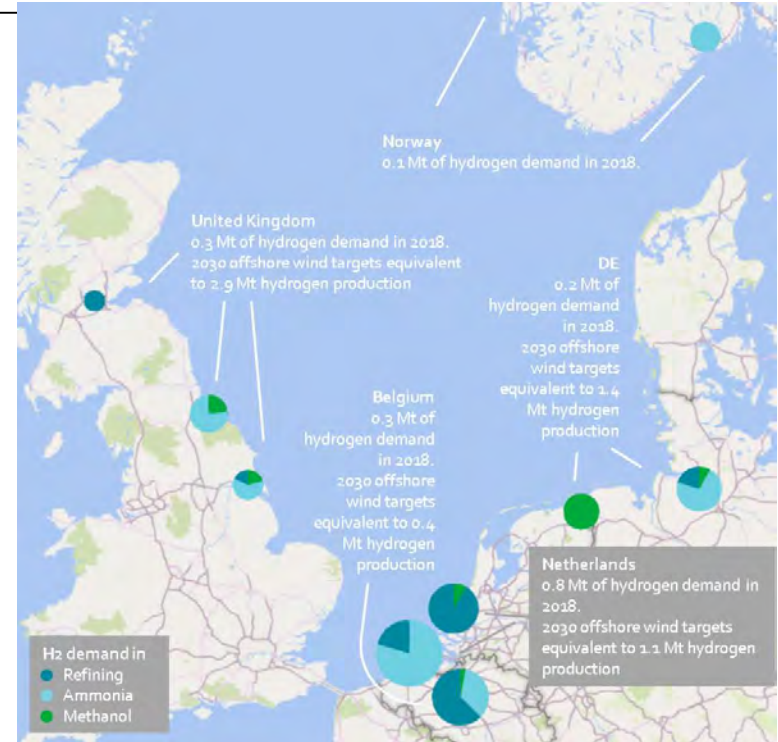 Norway
0.1 Mt of hydrogen demand in 2018.
United Kingdom
0.3 Mt of hydrogen demand in 2018.
2030 offshore wind targets equivalent
to 2.9 Mt hydrogen production
DE
0.2 Mt of
hydrogen demand
in 2018.
2030 offshore
wind targets
equivalent to 1.4
Mt hydrogen
production
Belgium
0.3 Mt of
hydrogen demand
in 2018.
2030 offshore
wind targets
equivalent to 0.4
Mt hydrogen
production
Netherlands
0.8 Mt of hydrogen demand in
2018.
2030 offshore wind targets
equivalent to 1.1 Mt hydrogen
production
H2 demand in
Refining
Ammonia
Methanol